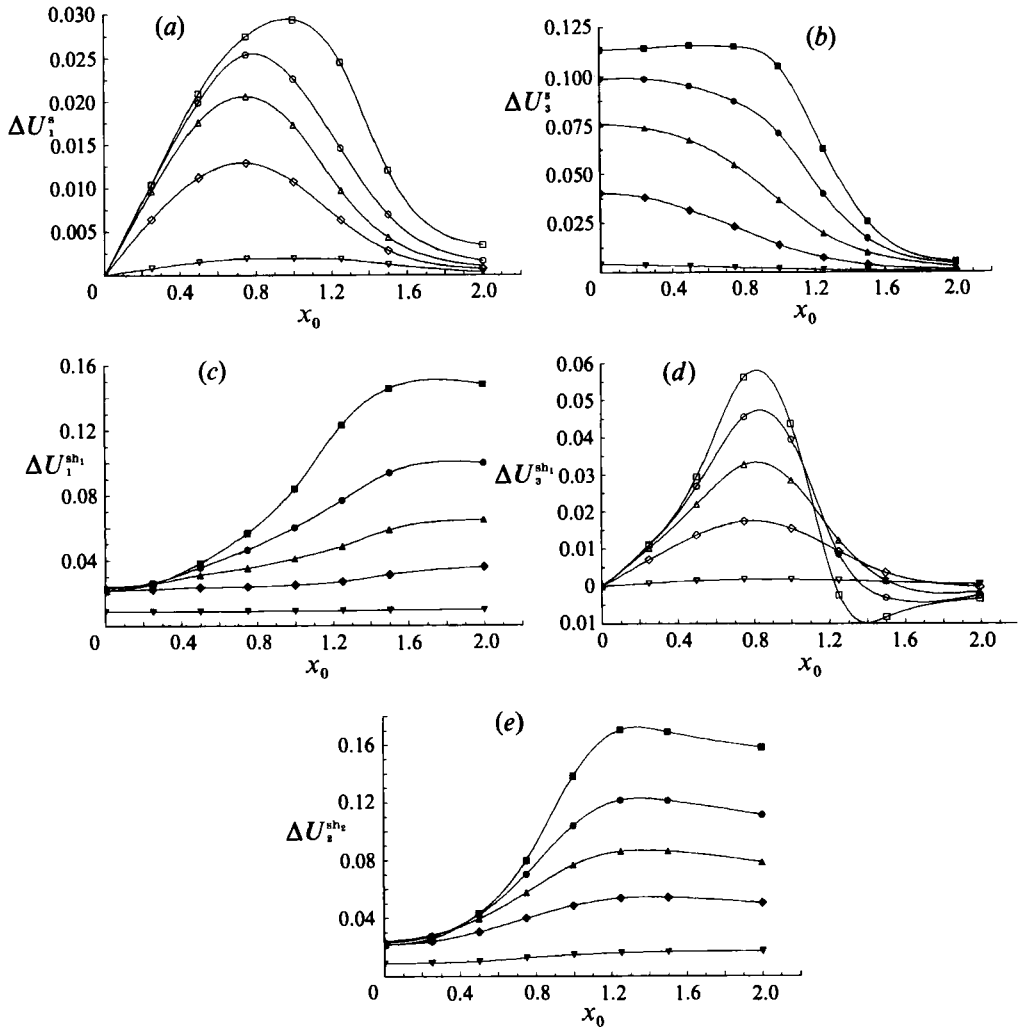 (a)
0.030
0.025
0.020
ΔU₁ˢ
0.015
0.010
0.005
0 0.4 0.8 1.2 1.6 2.0
x₀
(b)
0.125
0.100
ΔU₃ˢ
0.075
0.050
0.025
0 0.4 0.8 1.2 1.6 2.0
x₀
(c)
0.16
0.12
ΔU₁^sh₁
0.08
0.04
0 0.4 0.8 1.2 1.6 2.0
x₀
(d)
0.06
0.05
0.04
0.03
ΔU₃^sh₁
0.02
0.01
0
0.01
0 0.4 0.8 1.2 1.6 2.0
x₀
(e)
0.16
0.12
ΔU₂^sh₂
0.08
0.04
0 0.4 0.8 1.2 1.6 2.0
x₀